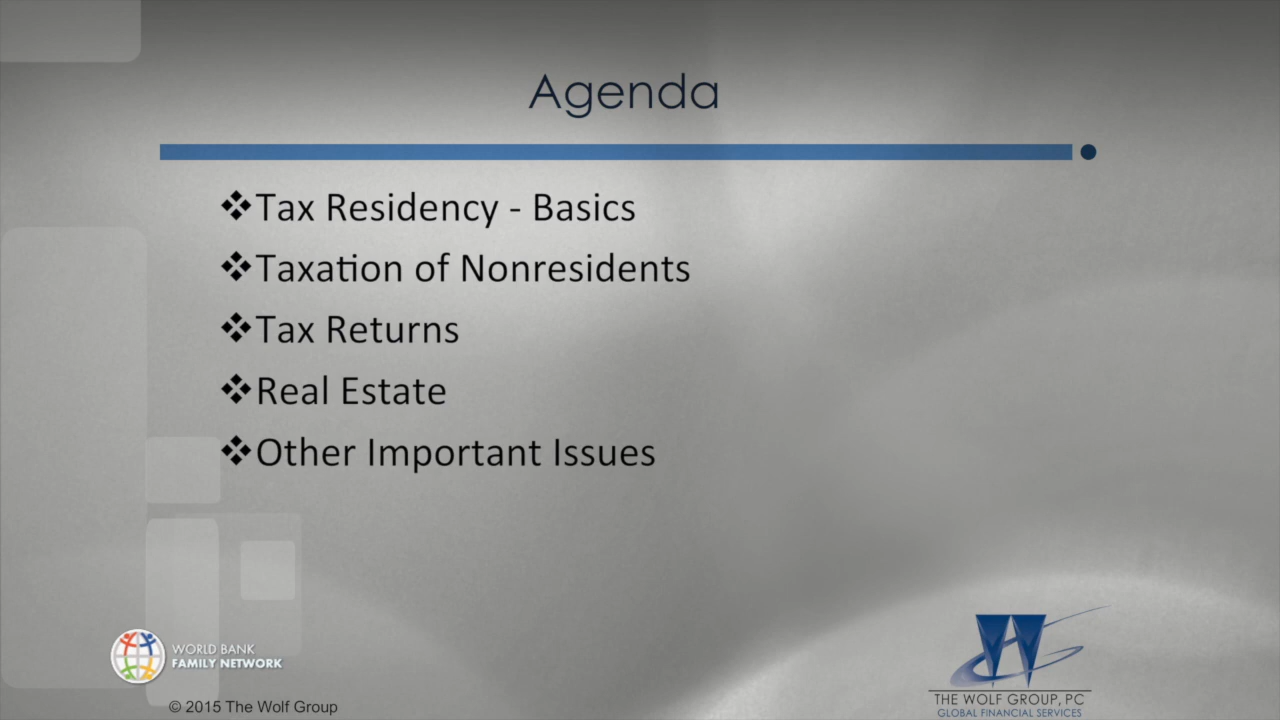 Agenda
❖Tax Residency - Basics
❖Taxation of Nonresidents
❖Tax Returns
❖Real Estate
❖Other Important Issues
WORLD BANK
FAMILY NETWORK
© 2015 The Wolf Group
THE WOLF GROUP, PC
GLOBAL FINANCIAL SERVICES